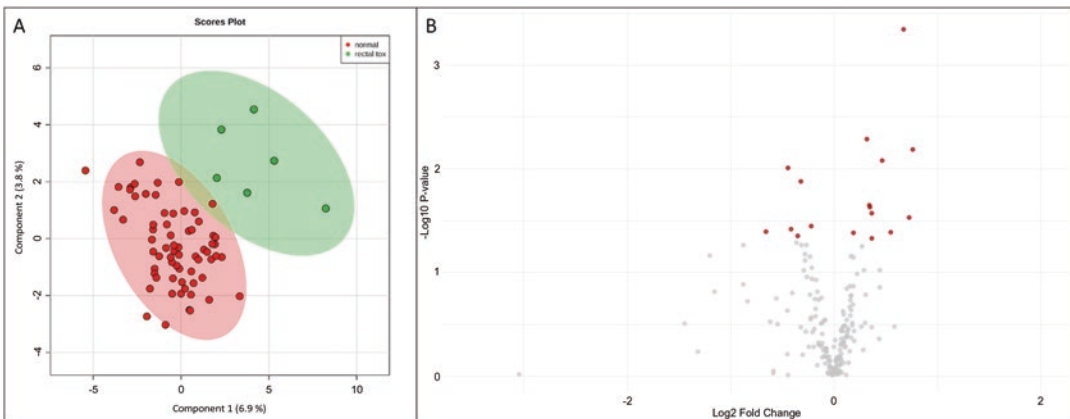 A
Scores Plot
normal
rectal tox
6
4
2
0
-2
-4
Component 2 (3.8 %)
-5
0
5
10
Component 1 (6.9 %)
B
3
2
1
0
-Log10 P-value
-2
0
2
Log2 Fold Change